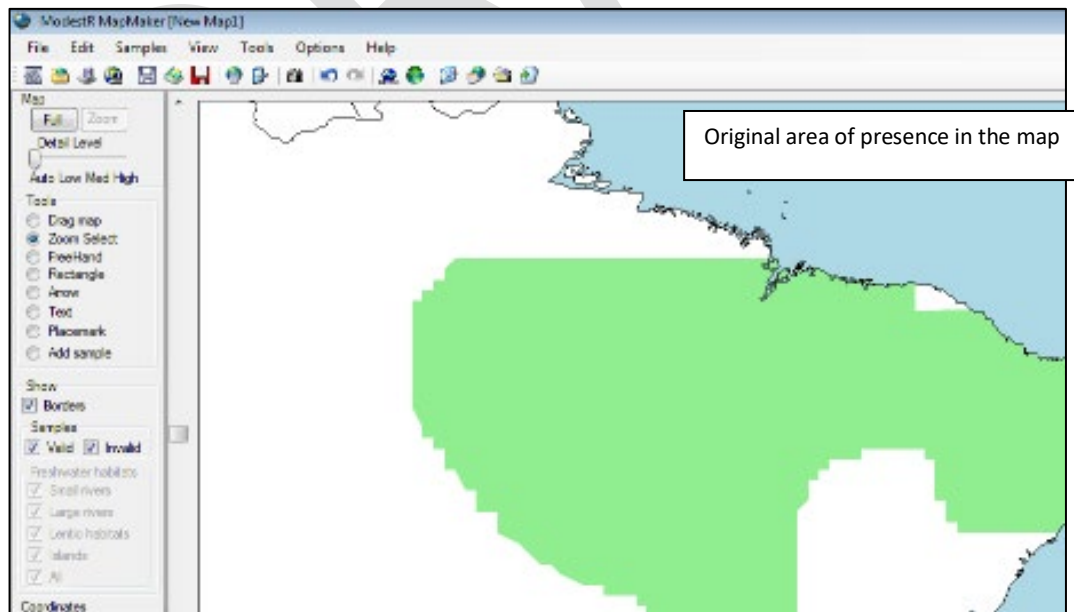 ModestR MapMaker [New Map1]
File Edit Samples View Tools Options Help
Map
Full Zoom
Detail Level
Auto Low Med High
Tools
Drag map
Zoom Select
FreeHand
Rectangle
Arrow
Text
Placemark
Add sample
Show
Borders
Samples
Valid Invalid
Freshwater habitats
Small rivers
Large rivers
Lentic habitats
Islands
All
Coordinates
Original area of presence in the map